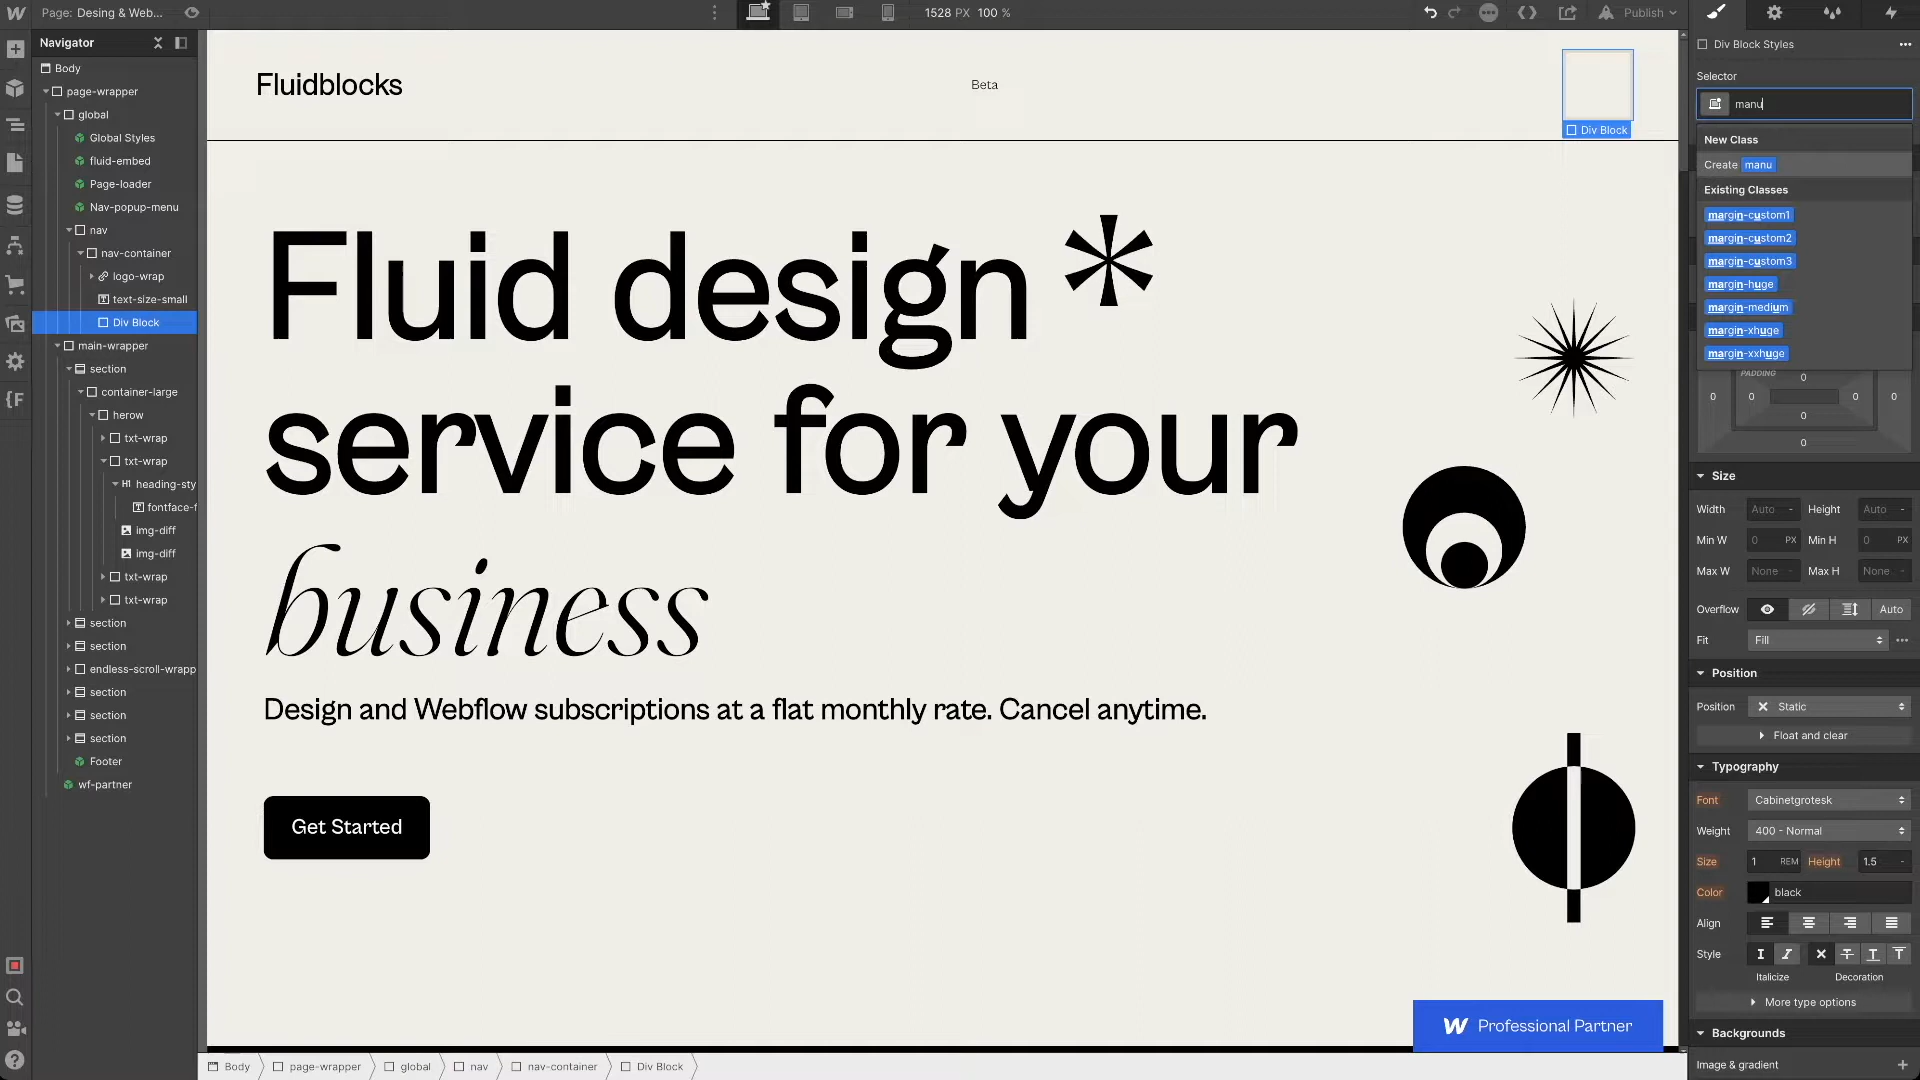 Page: Desing & Web...
1528 PX 100 %
Publish
Navigator
Body
page-wrapper
global
Global Styles
fluid-embed
Page-loader
Nav-popup-menu
nav
nav-container
logo-wrap
text-size-small
Div Block
main-wrapper
section
container-large
herow
txt-wrap
txt-wrap
H1 heading-sty
fontface-f
img-diff
img-diff
txt-wrap
txt-wrap
section
section
endless-scroll-wrapp
section
section
section
Footer
wf-partner
Fluidblocks
Beta
Div Block
Fluid design
service for your
business
Design and Webflow subscriptions at a flat monthly rate. Cancel anytime.
Get Started
Professional Partner
Body
page-wrapper
global
nav
nav-container
Div Block
Div Block Styles
Selector
manu
New Class
Create manu
Existing Classes
margin-custom1
margin-custom2
margin-custom3
margin-huge
margin-medium
margin-xhuge
margin-xxhuge
PADDING
0
0 0 0 0
0
0
Size
Width Auto - Height Auto -
Min W 0 PX Min H 0 PX
Max W None - Max H None -
Overflow Auto
Fit Fill
Position
Position Static
Float and clear
Typography
Font Cabinetgrotesk
Weight 400 - Normal
Size 1 REM Height 1.5 -
Color black
Align
Style
Italicize Decoration
More type options
Backgrounds
Image & gradient